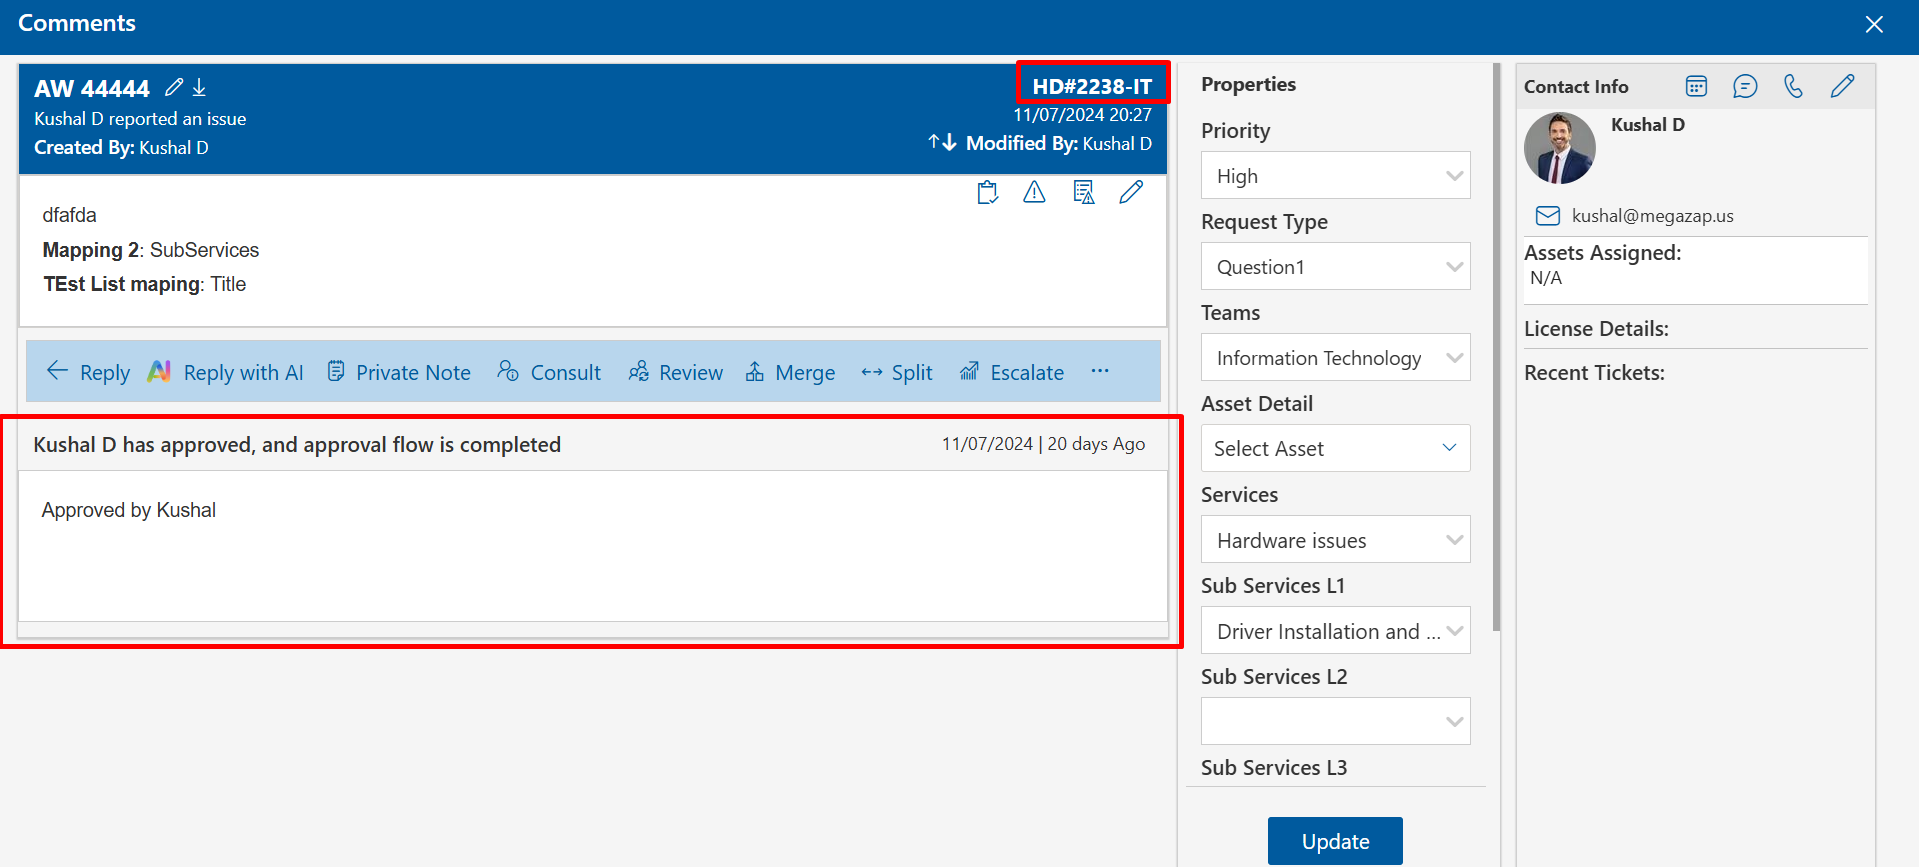 Comments
AW 44444
HD#2238-IT
Kushal D reported an issue
11/07/2024 20:27
Created By: Kushal D
Modified By: Kushal D
dfafda
Mapping 2: SubServices
TEst List maping: Title
Reply
AI Reply with AI
Private Note
Consult
Review
Merge
Split
Escalate
...
Kushal D has approved, and approval flow is completed
11/07/2024 | 20 days Ago
Approved by Kushal
Properties
Priority
High
Request Type
Question1
Teams
Information Technology
Asset Detail
Select Asset
Services
Hardware issues
Sub Services L1
Driver Installation and ...
Sub Services L2
Sub Services L3
Update
Contact Info
Kushal D
kushal@megazap.us
Assets Assigned:
N/A
License Details:
Recent Tickets: